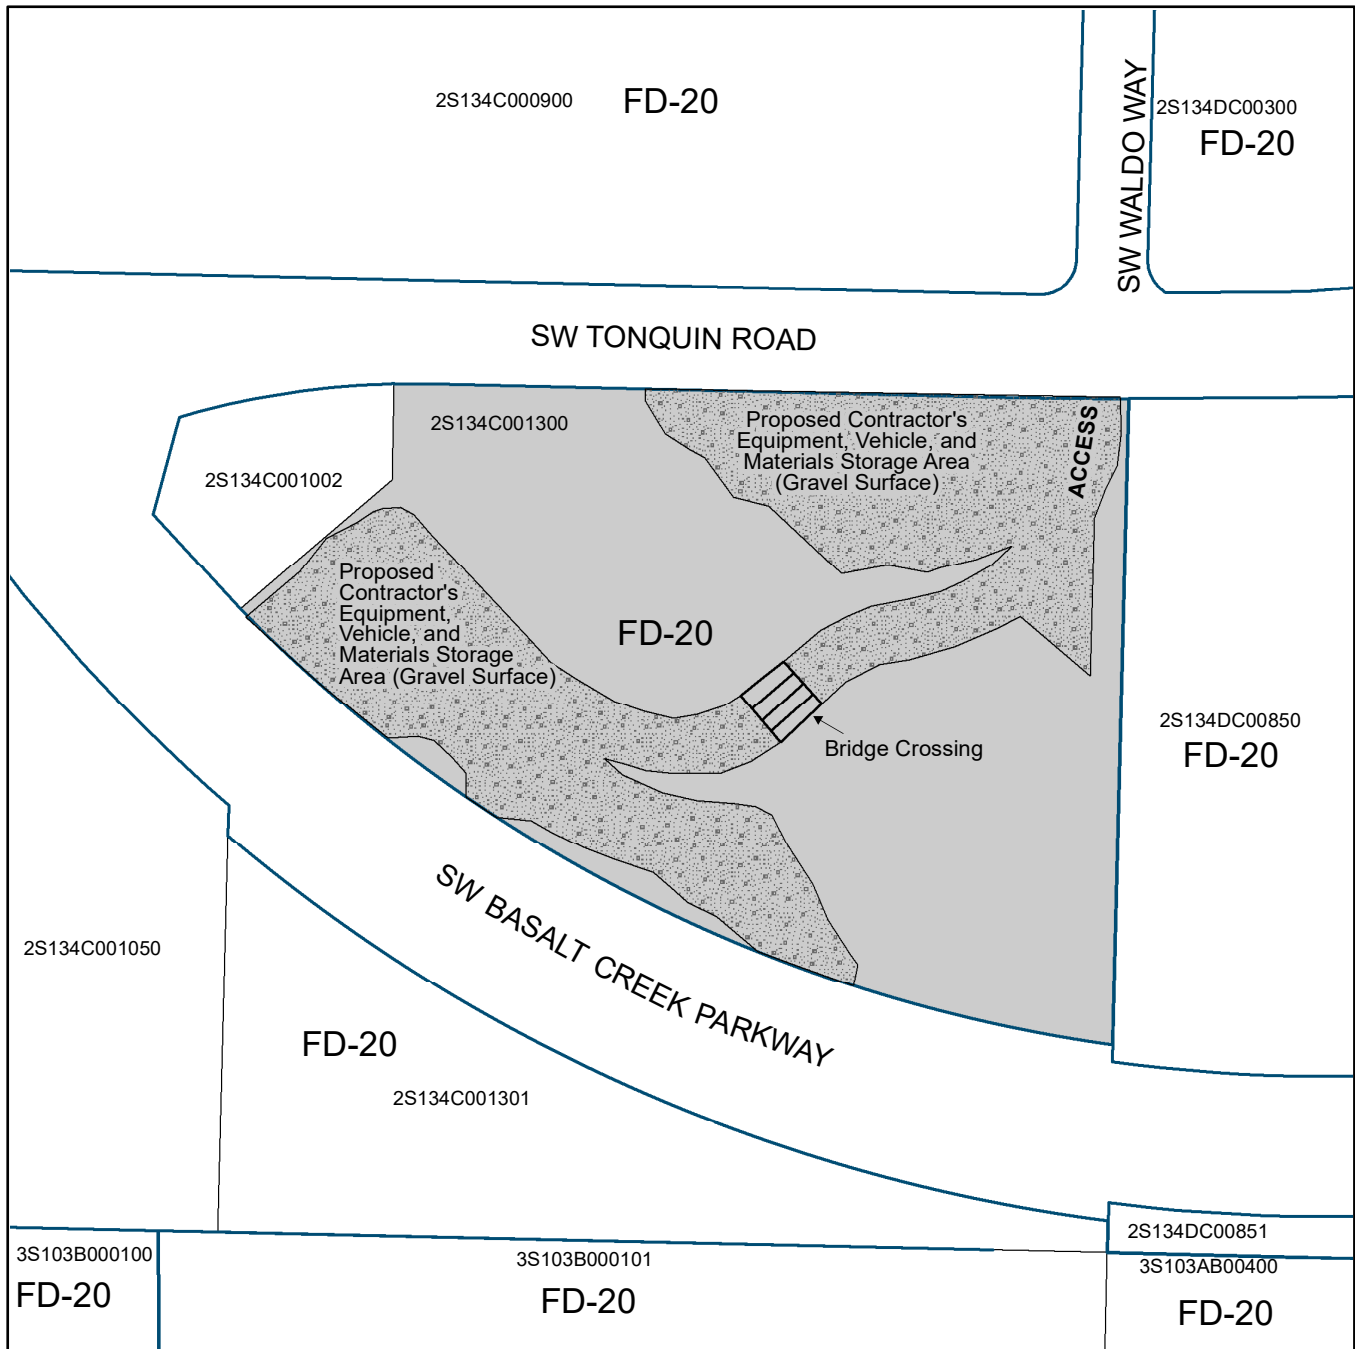 2S134C000900
FD-20
SW WALDO WAY
2S134DC00300
FD-20
SW TONQUIN ROAD
2S134C001300
Proposed Contractor's
Equipment, Vehicle, and
Materials Storage Area
(Gravel Surface)
ACCESS
2S134C001002
Proposed
Contractor's
Equipment,
Vehicle, and
Materials Storage
Area (Gravel Surface)
FD-20
Bridge Crossing
2S134DC00850
FD-20
SW BASALT CREEK PARKWAY
2S134C001050
FD-20
2S134C001301
2S134DC00851
3S103B000100
FD-20
3S103B000101
FD-20
3S103AB00400
FD-20